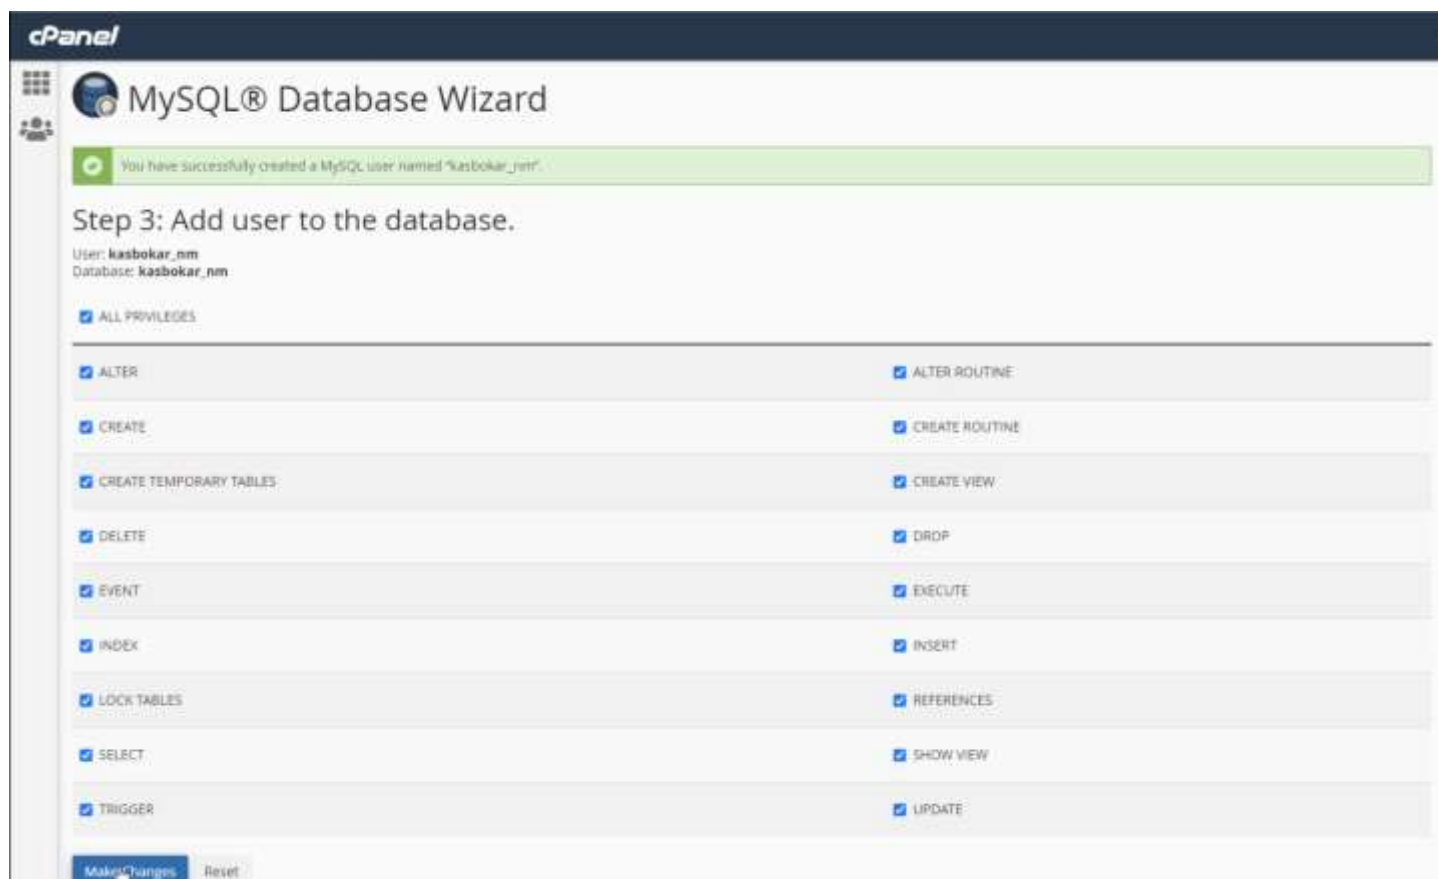 cPanel
MySQL® Database Wizard
You have successfully created a MySQL user named "kasbokar_nm".
Step 3: Add user to the database.
User: kasbokar_nm
Database: kasbokar_nm
ALL PRIVILEGES
ALTER ALTER ROUTINE
CREATE CREATE ROUTINE
CREATE TEMPORARY TABLES CREATE VIEW
DELETE DROP
EVENT EXECUTE
INDEX INSERT
LOCK TABLES REFERENCES
SELECT SHOW VIEW
TRIGGER UPDATE
Make Changes Reset